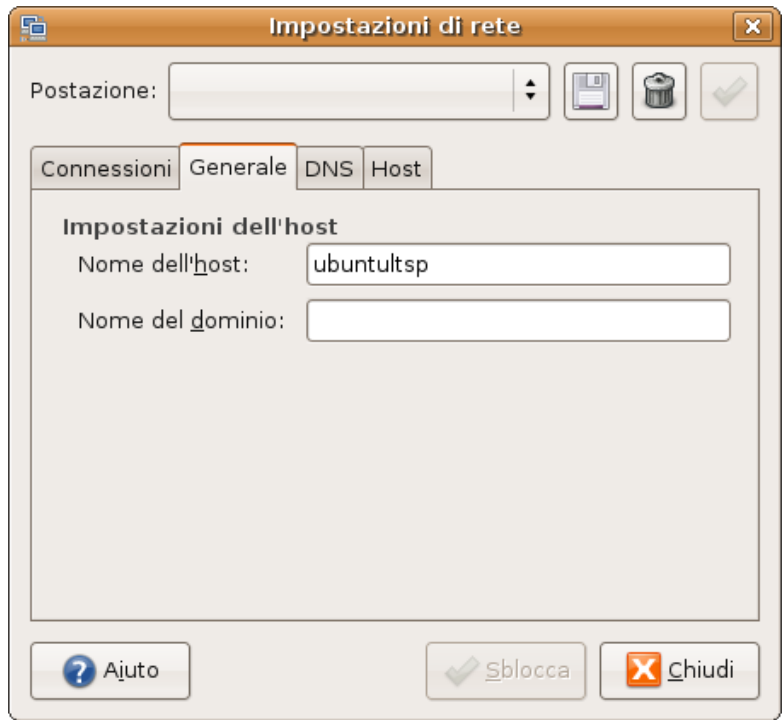 Impostazioni di rete
Postazione:
Connessioni Generale DNS Host
Impostazioni dell'host
Nome dell'host: ubuntultsp
Nome del dominio:
Aiuto Sblocca Chiudi